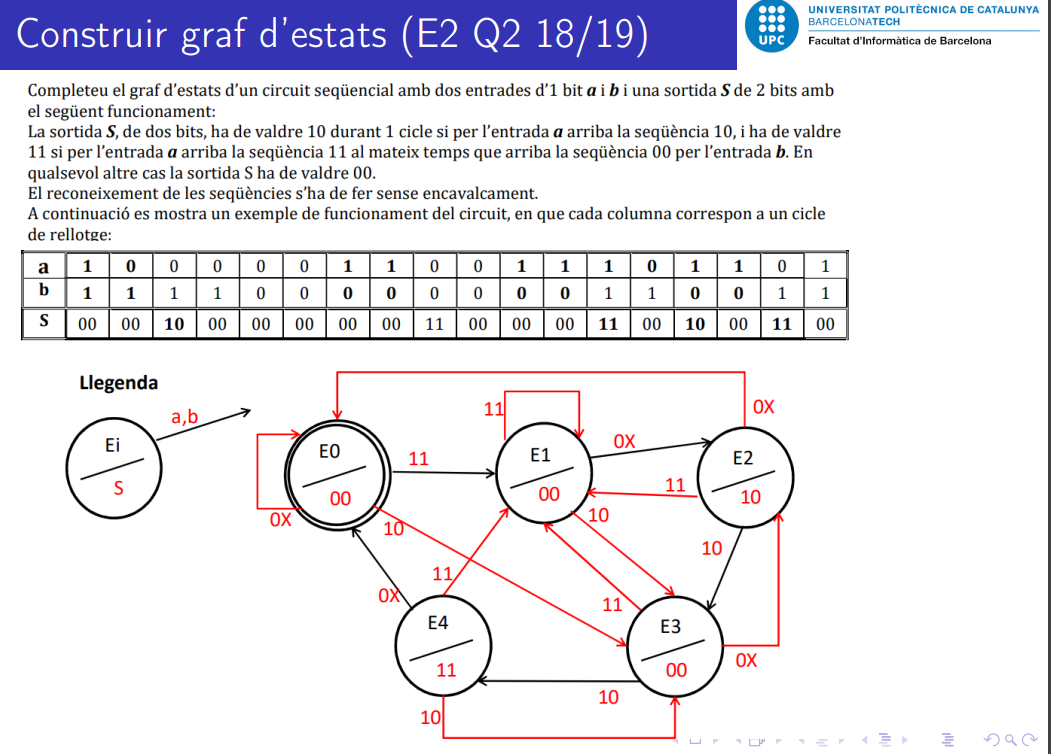 Construir graf d'estats (E2 Q2 18/19)
UPC
UNIVERSITAT POLITÈCNICA DE CATALUNYA
BARCELONATECH
Facultat d'Informàtica de Barcelona
Completeu el graf d'estats d'un circuit seqüencial amb dos entrades d'1 bit a i b i una sortida S de 2 bits amb
el següent funcionament:
La sortida S, de dos bits, ha de valdre 10 durant 1 cicle si per l'entrada a arriba la seqüència 10, i ha de valdre
11 si per l'entrada a arriba la seqüència 11 al mateix temps que arriba la seqüència 00 per l'entrada b. En
qualsevol altre cas la sortida S ha de valdre 00.
El reconeixement de les seqüències s'ha de fer sense encavalcament.
A continuació es mostra un exemple de funcionament del circuit, en que cada columna correspon a un cicle
de rellotge:
a 1 0 0 0 0 0 1 1 0 0 1 1 1 0 1 1 0 1
b 1 1 1 1 0 0 0 0 0 0 0 0 1 1 0 0 1 1
S 00 00 10 00 00 00 00 00 11 00 00 00 11 00 10 00 11 00
Llegenda
a,b
Ei
S
E0
00
0X
11
10
11
E1
00
0X
11
10
0X
E2
10
10
11
0X
E4
11
10
11
E3
00
0X
10